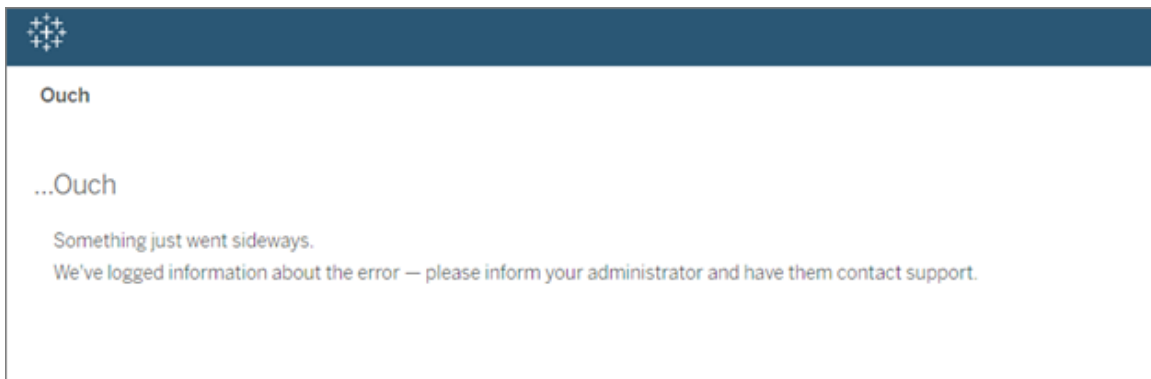 Ouch
...Ouch
Something just went sideways.
We've logged information about the error — please inform your administrator and have them contact support.